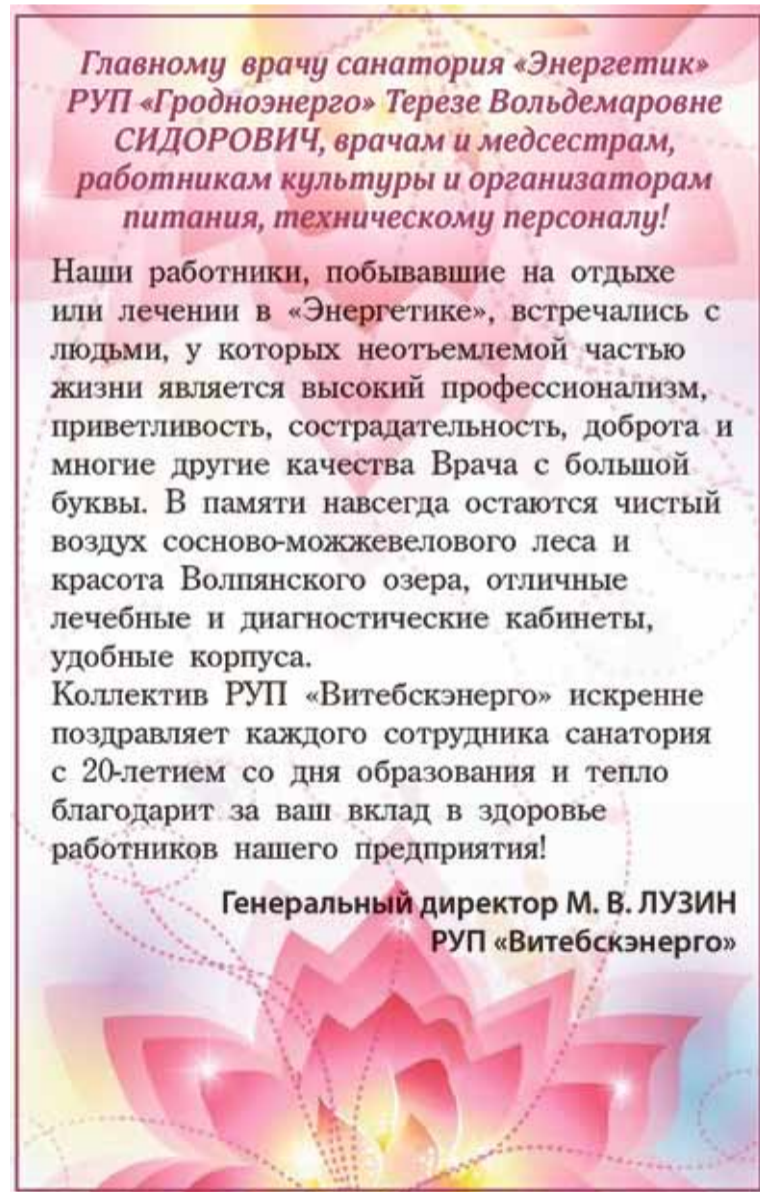 Главному врачу санатория «Энергетик»
РУП «Гродноэнерго» Терезе Вольдемаровне
СИДОРОВИЧ, врачам и медсестрам,
работникам культуры и организаторам
питания, техническому персоналу!
Наши работники, побывавшие на отдыхе
или лечении в «Энергетике», встречались с
людьми, у которых неотъемлемой частью
жизни является высокий профессионализм,
приветливость, сострадательность, доброта и
многие другие качества Врача с большой
буквы. В памяти навсегда остаются чистый
воздух сосново-можжевелового леса и
красота Волпянского озера, отличные
лечебные и диагностические кабинеты,
удобные корпуса.
Коллектив РУП «Витебскэнерго» искренне
поздравляет каждого сотрудника санатория
с 20-летием со дня образования и тепло
благодарит за ваш вклад в здоровье
работников нашего предприятия!
Генеральный директор М. В. ЛУЗИН
РУП «Витебскэнерго»